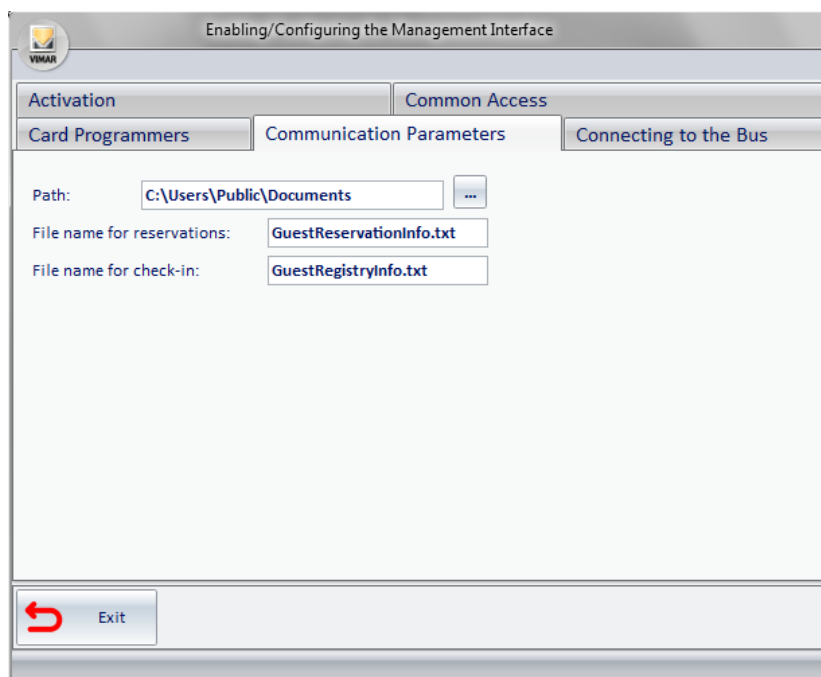 Enabling/Configuring the Management Interface
VIMAR
Activation Common Access
Card Programmers Communication Parameters Connecting to the Bus
Path: C:\Users\Public\Documents ...
File name for reservations: GuestReservationInfo.txt
File name for check-in: GuestRegistryInfo.txt
Exit